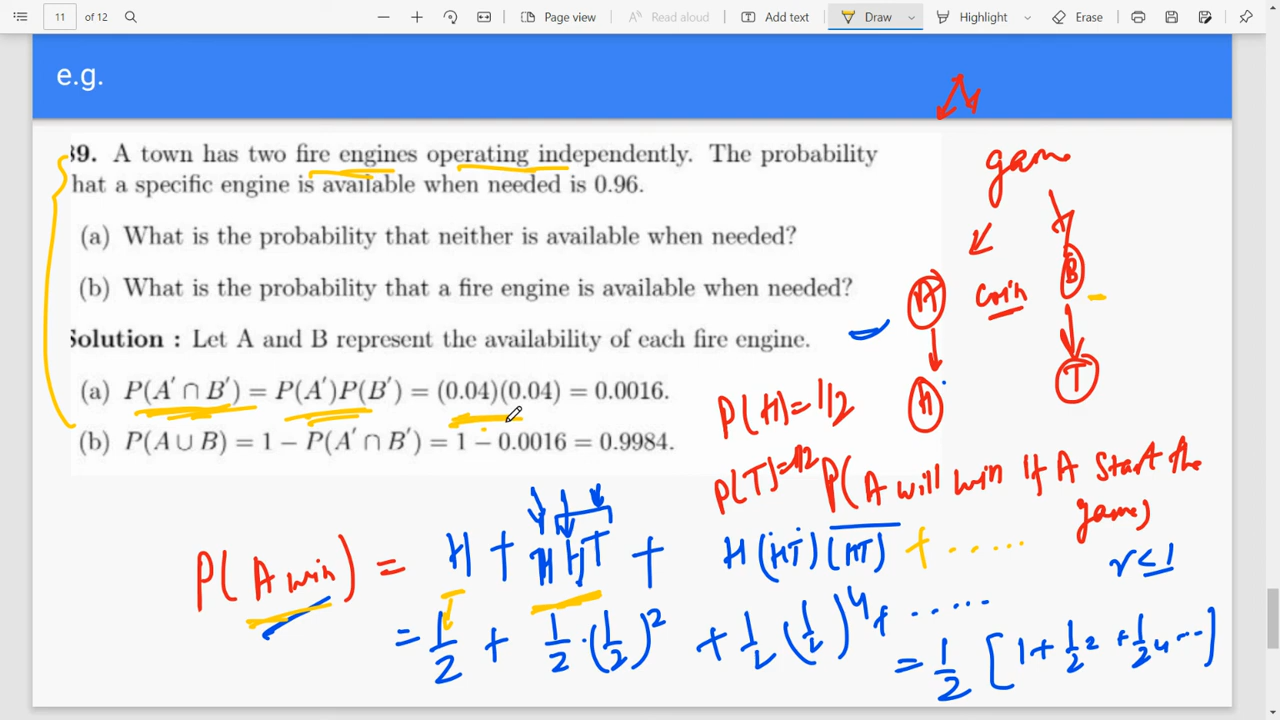 11 of 12 Page view Read aloud Add text Draw Highlight Erase
e.g.
39. A town has two fire engines operating independently. The probability
hat a specific engine is available when needed is 0.96.
(a) What is the probability that neither is available when needed?
(b) What is the probability that a fire engine is available when needed?
Solution : Let A and B represent the availability of each fire engine.
(a) P(A′ ∩ B′) = P(A′)P(B′) = (0.04)(0.04) = 0.0016.
(b) P(A ∪ B) = 1 − P(A′ ∩ B′) = 1 − 0.0016 = 0.9984.
game
A coin B
H T
P(H)=1/2
P(T)=1/2
P(A will win if A start the
game)
P(A win) = H + HHT + H(HT)(HT) + ......
r<1
= 1/2 + 1/2·(1/2)² + 1/2(1/2)⁴ + ......
= 1/2 [1 + 1/2² + 1/2⁴ ...]